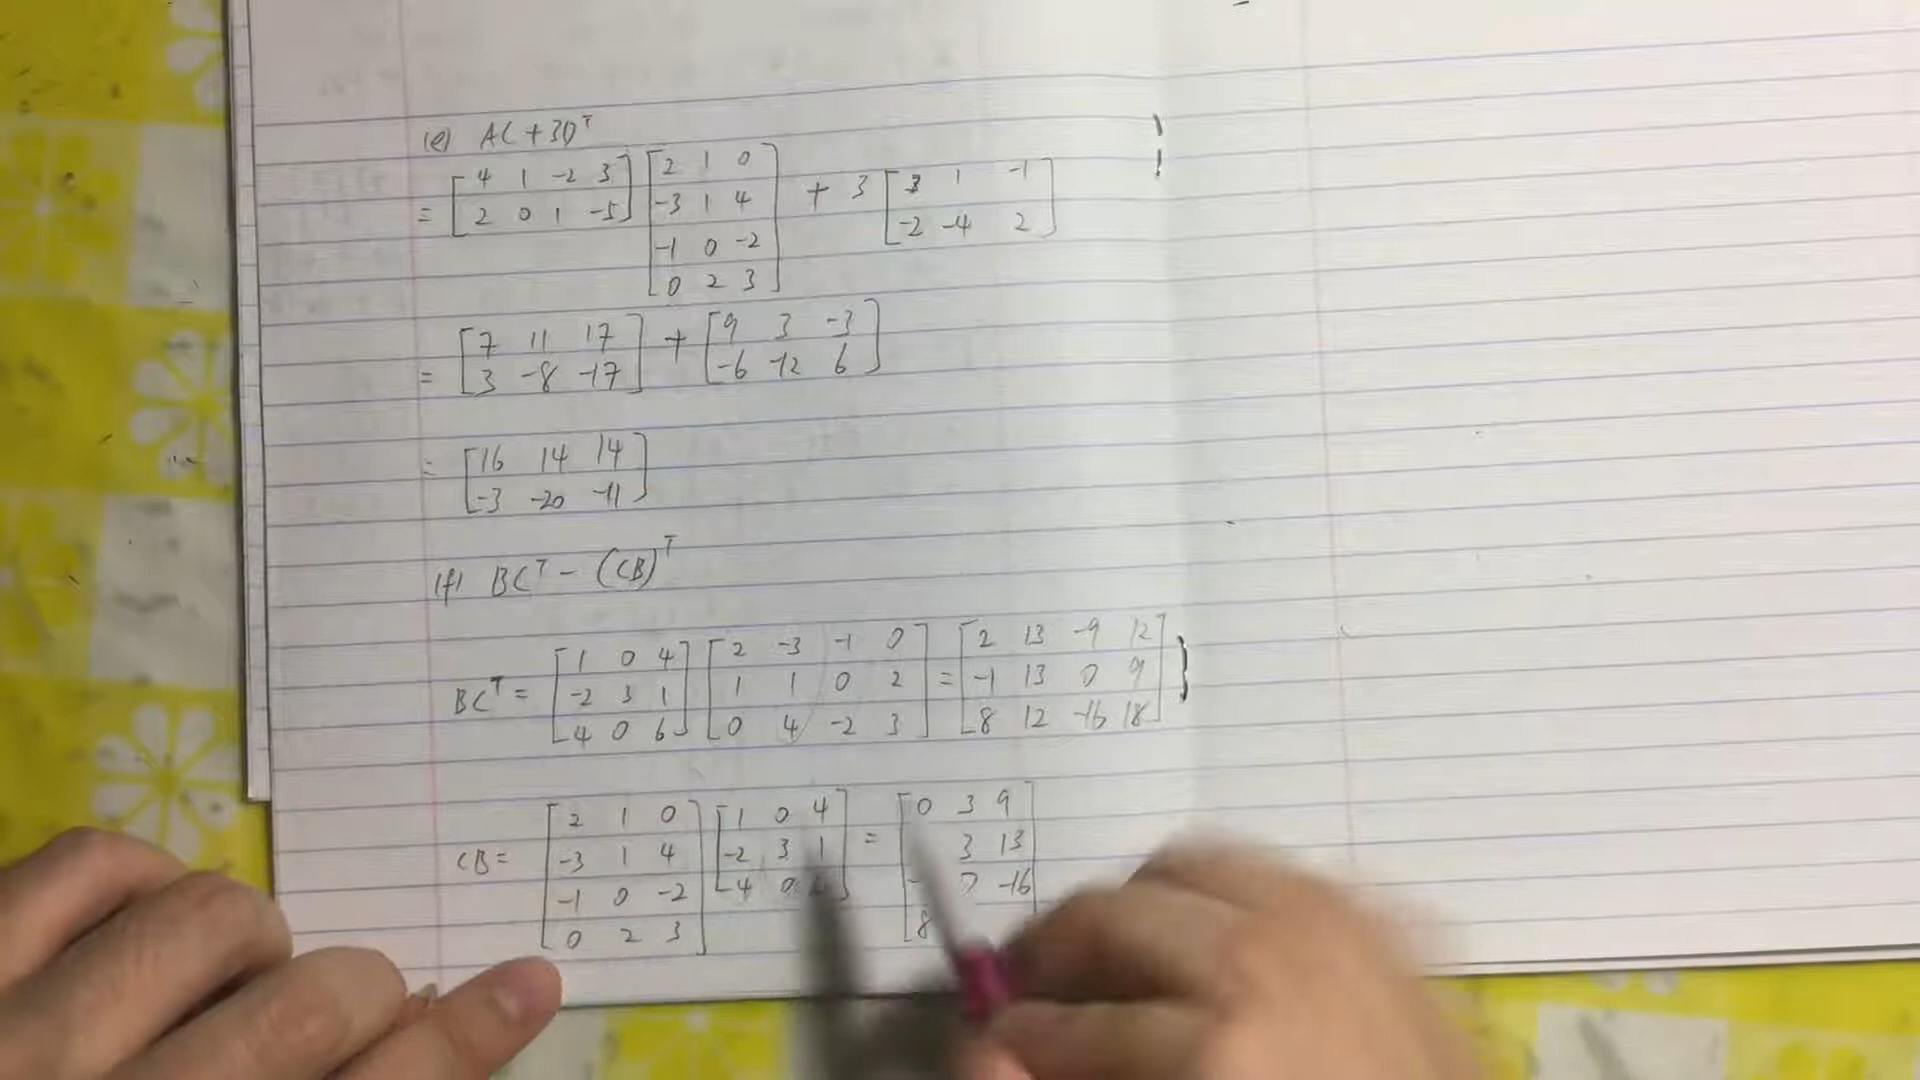 (e) AC + 3D^T
= [4 1 -2 3; 2 0 1 -5] [2 1 0; -3 1 4; -1 0 -2; 0 2 3] + 3 [3 1 -1; -2 -4 2]
= [7 11 17; 3 -8 -17] + [9 3 -3; -6 -12 6]
= [16 14 14; -3 -20 -11]
(f) BC^T - (CB)^T
BC^T = [1 0 4; -2 3 1; 4 0 6] [2 -3 -1 0; 1 1 0 2; 0 4 -2 3] = [2 13 -9 12; -1 13 0 9; 8 12 -16 18]
CB = [2 1 0; -3 1 4; -1 0 -2; 0 2 3] [1 0 4; -2 3 1; 4 0] = [0 3 9; 3 13; 0 -16; 8]